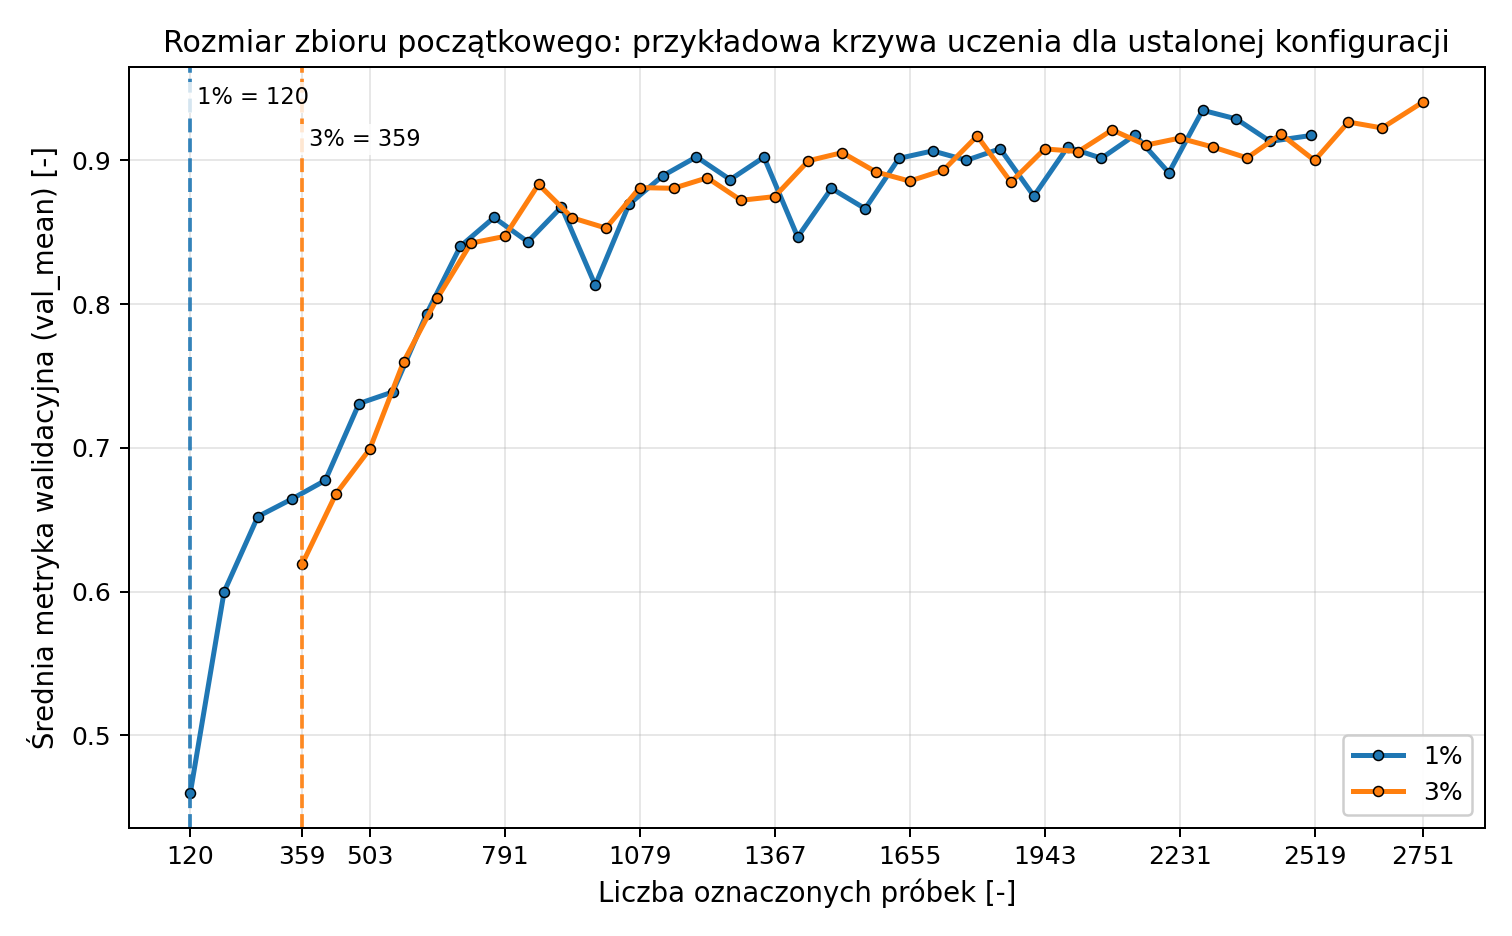 Rozmiar zbioru początkowego: przykładowa krzywa uczenia dla ustalonej konfiguracji
1% = 120
3% = 359
Średnia metryka walidacyjna (val_mean) [-]
0.9
0.8
0.7
0.6
0.5
1%
3%
120 359 503 791 1079 1367 1655 1943 2231 2519 2751
Liczba oznaczonych próbek [-]